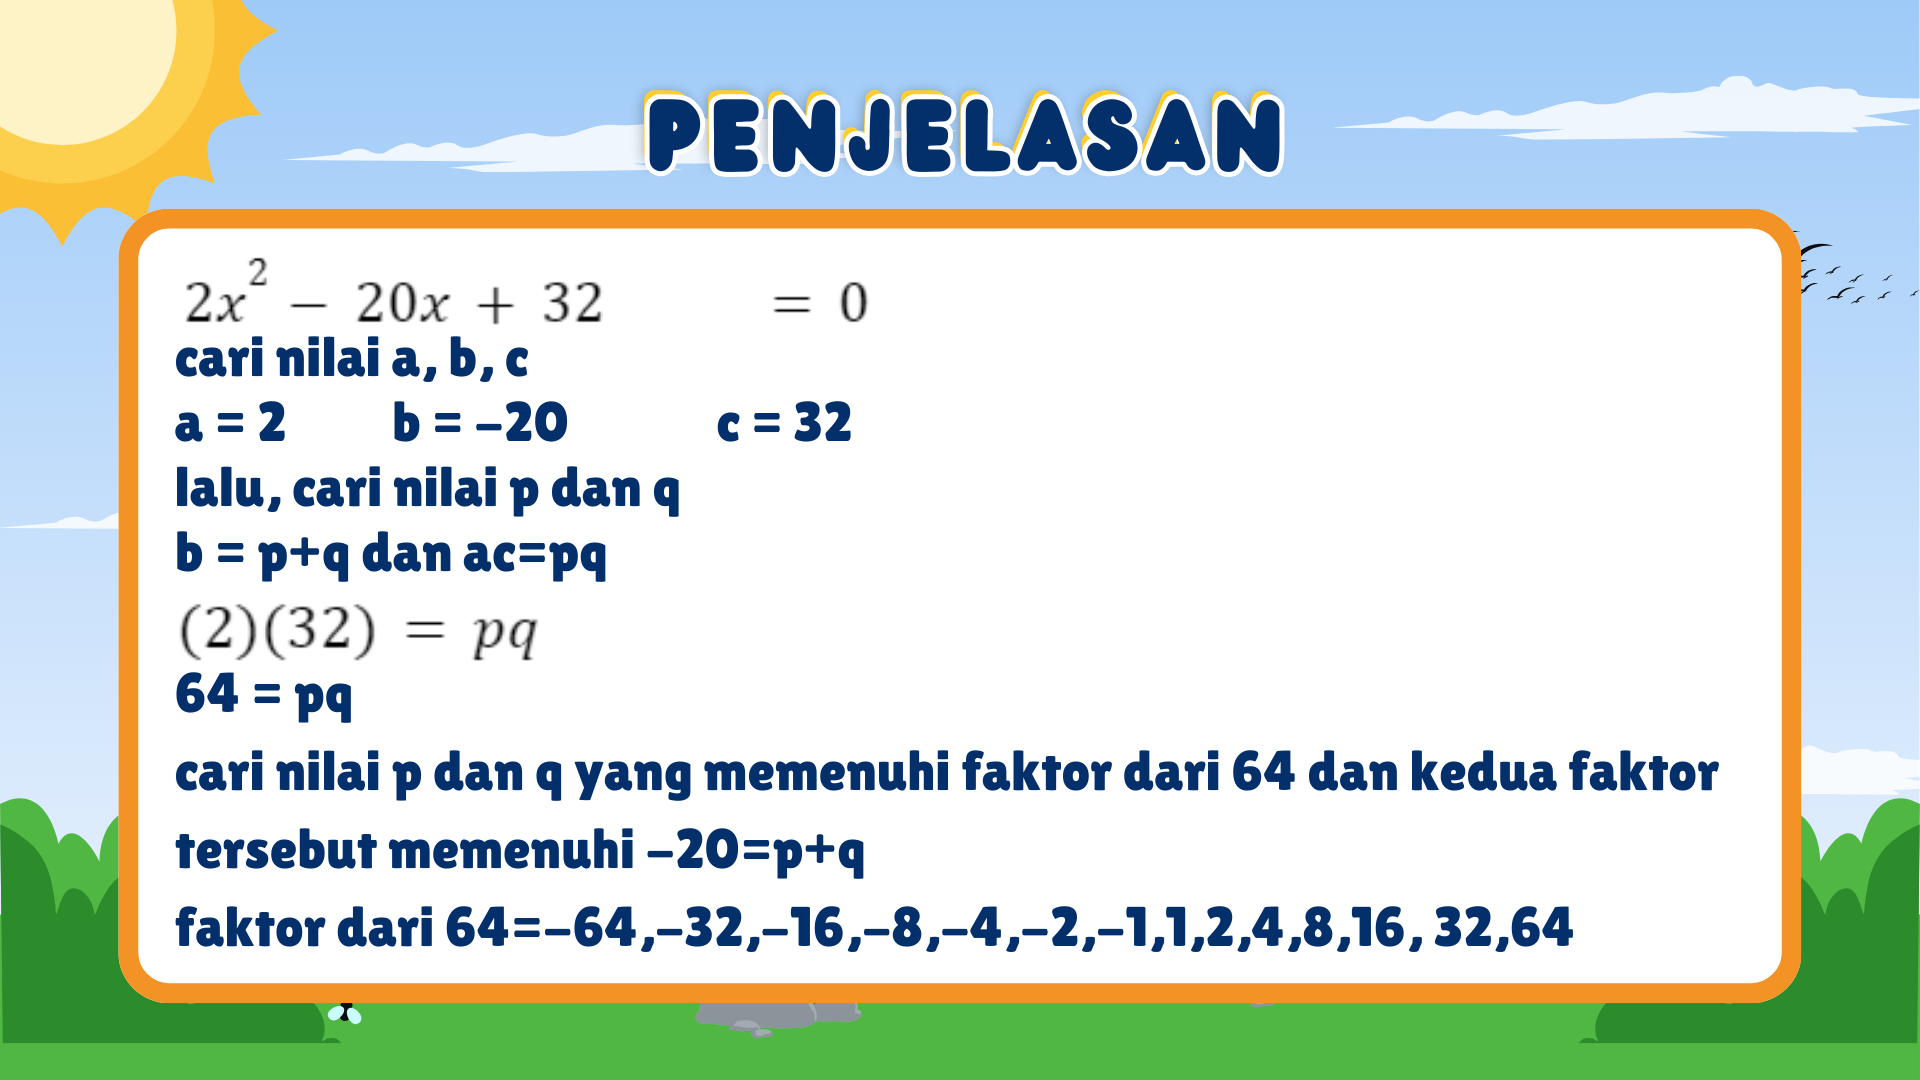 PENJELASAN
2x² − 20x + 32 = 0
cari nilai a, b, c
a = 2 b = -20 c = 32
lalu, cari nilai p dan q
b = p+q dan ac=pq
(2)(32) = pq
64 = pq
cari nilai p dan q yang memenuhi faktor dari 64 dan kedua faktor
tersebut memenuhi -20=p+q
faktor dari 64=-64,-32,-16,-8,-4,-2,-1,1,2,4,8,16, 32,64